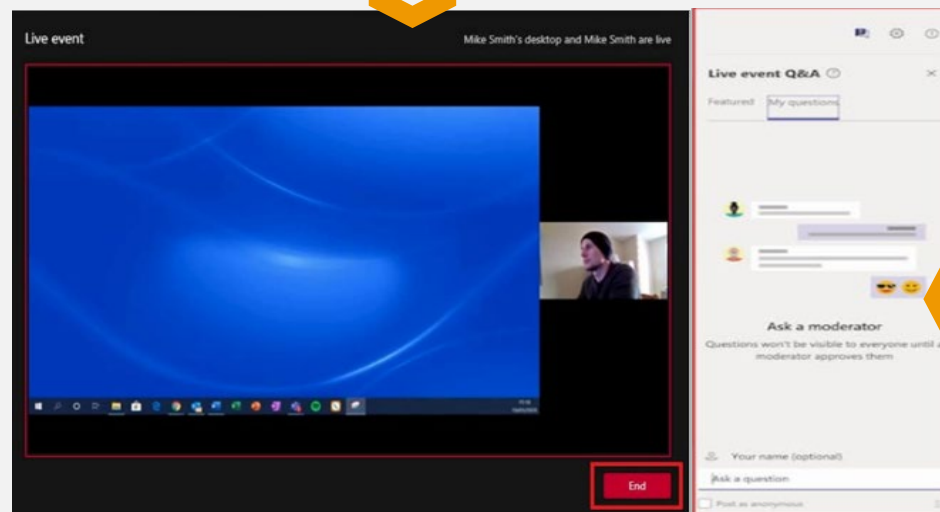 Live event
Mike Smith's desktop and Mike Smith are live
End
Live event Q&A
Featured My questions
Ask a moderator
Questions won't be visible to everyone until a
moderator approves them
Your name (optional)
Ask a question
Post as anonymous